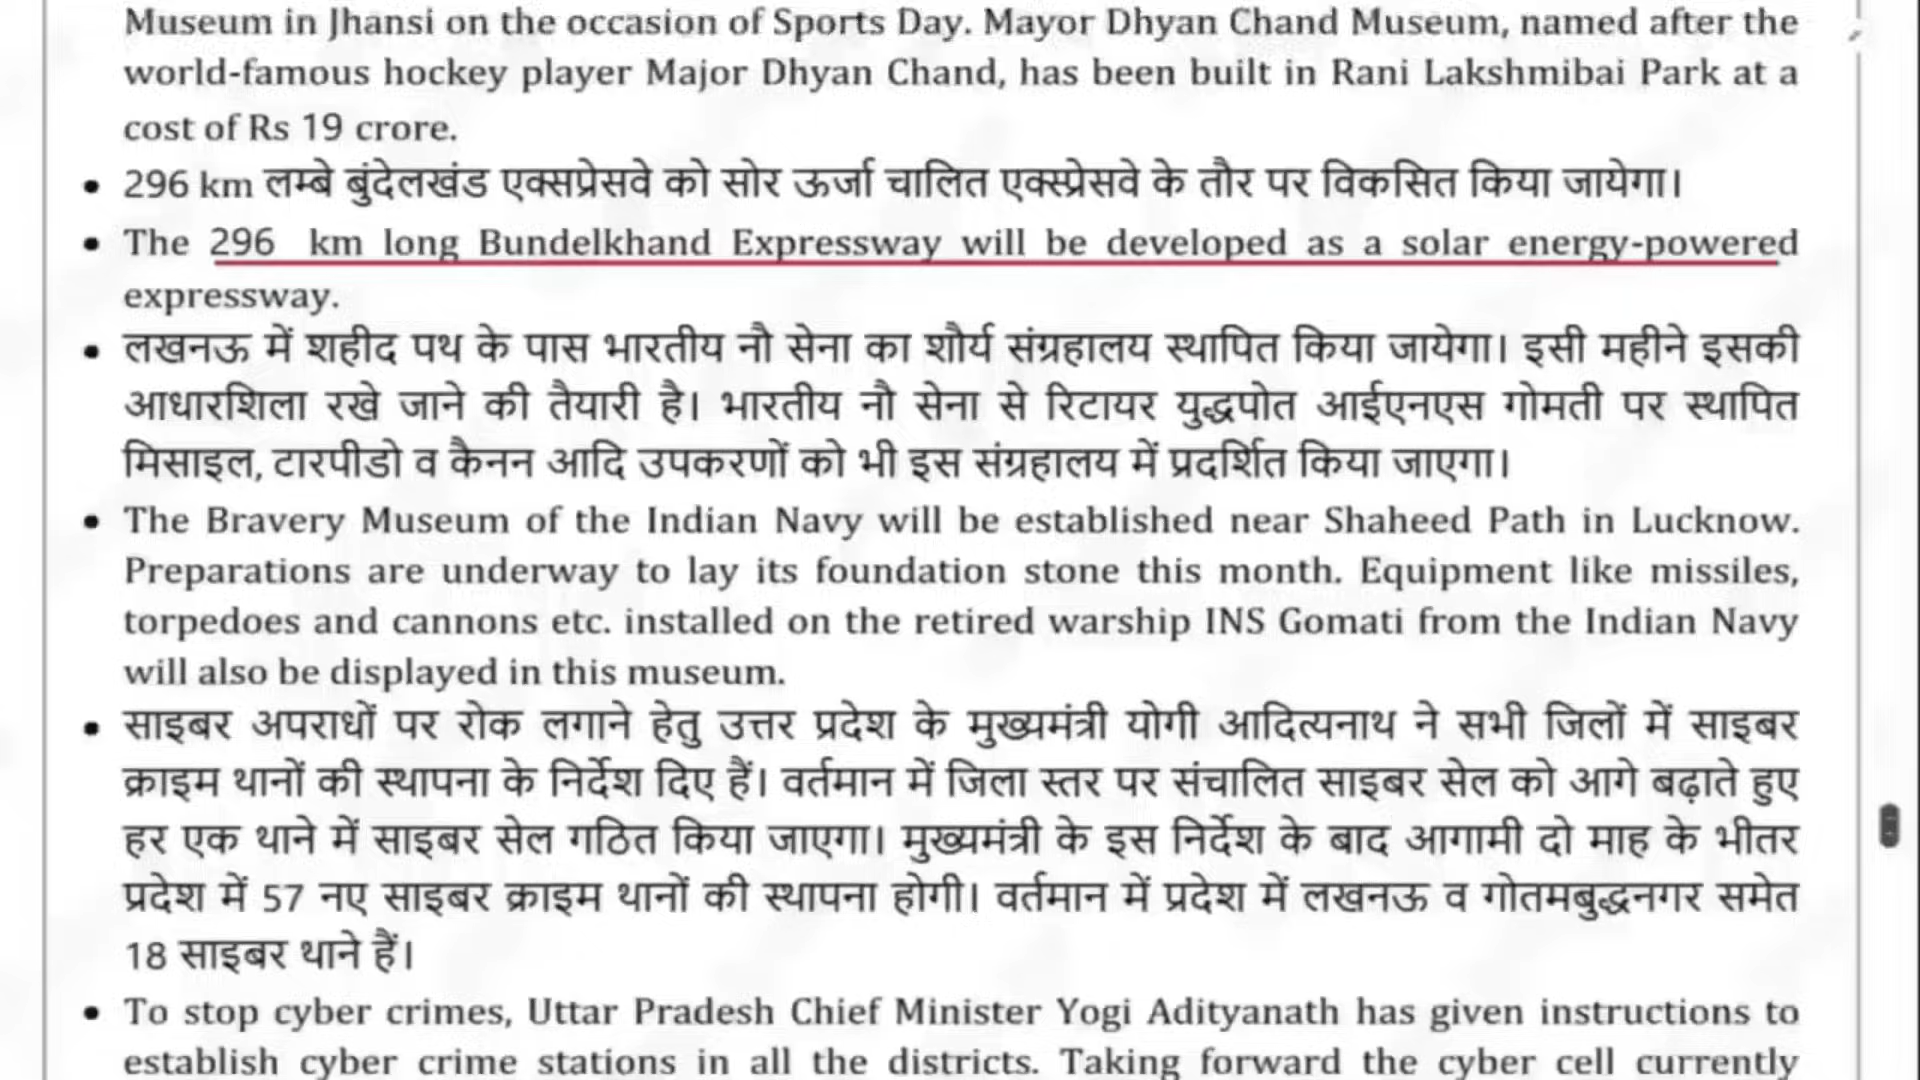 Museum in Jhansi on the occasion of Sports Day. Mayor Dhyan Chand Museum, named after the
world-famous hockey player Major Dhyan Chand, has been built in Rani Lakshmibai Park at a
cost of Rs 19 crore.
• 296 km लम्बे बुंदेलखंड एक्सप्रेसवे को सोर ऊर्जा चालित एक्स्प्रेसवे के तौर पर विकसित किया जायेगा।
• The 296 km long Bundelkhand Expressway will be developed as a solar energy-powered
expressway.
• लखनऊ में शहीद पथ के पास भारतीय नौ सेना का शौर्य संग्रहालय स्थापित किया जायेगा। इसी महीने इसकी
आधारशिला रखे जाने की तैयारी है। भारतीय नौ सेना से रिटायर युद्धपोत आईएनएस गोमती पर स्थापित
मिसाइल, टारपीडो व कैनन आदि उपकरणों को भी इस संग्रहालय में प्रदर्शित किया जाएगा।
• The Bravery Museum of the Indian Navy will be established near Shaheed Path in Lucknow.
Preparations are underway to lay its foundation stone this month. Equipment like missiles,
torpedoes and cannons etc. installed on the retired warship INS Gomati from the Indian Navy
will also be displayed in this museum.
• साइबर अपराधों पर रोक लगाने हेतु उत्तर प्रदेश के मुख्यमंत्री योगी आदित्यनाथ ने सभी जिलों में साइबर
क्राइम थानों की स्थापना के निर्देश दिए हैं। वर्तमान में जिला स्तर पर संचालित साइबर सेल को आगे बढ़ाते हुए
हर एक थाने में साइबर सेल गठित किया जाएगा। मुख्यमंत्री के इस निर्देश के बाद आगामी दो माह के भीतर
प्रदेश में 57 नए साइबर क्राइम थानों की स्थापना होगी। वर्तमान में प्रदेश में लखनऊ व गोतमबुद्धनगर समेत
18 साइबर थाने हैं।
• To stop cyber crimes, Uttar Pradesh Chief Minister Yogi Adityanath has given instructions to
establish cyber crime stations in all the districts. Taking forward the cyber cell currently